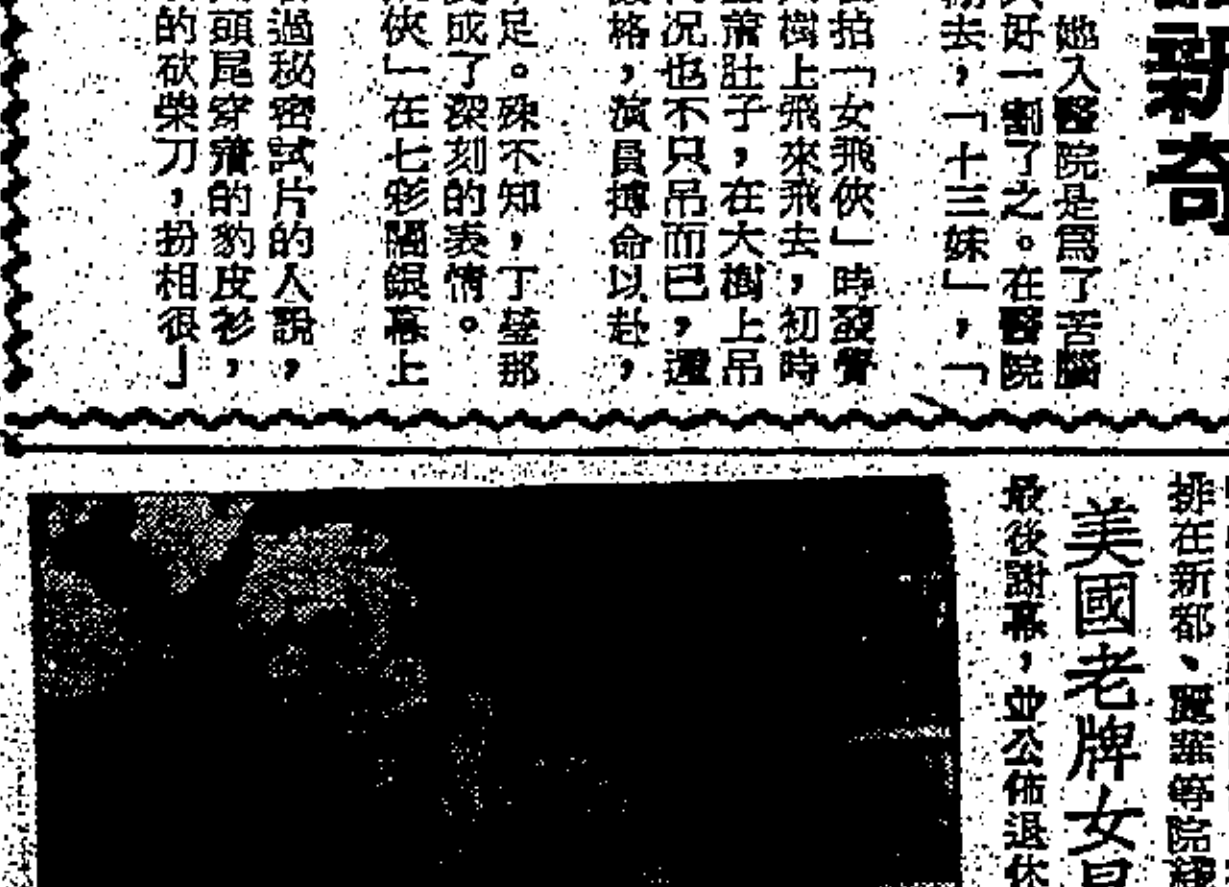 新奇
她入醫院是爲了苦腦
好一割了之。在醫院
去，「十三妹」，「
拍「女飛俠」時發覺
樹上飛來飛去，初時
肚子，在大樹上吊
况也不只吊而已，還
格，演員搏命以赴，
足。殊不知，丁瑩那
成了深刻的表情。
俠」在七彩闊銀幕上
過秘密試片的人說，
頭尾穿的豹皮衫，
的砍柴刀，扮相很」
排在新都、麗華等院綫
美國老牌女
最後謝幕，並公佈退休